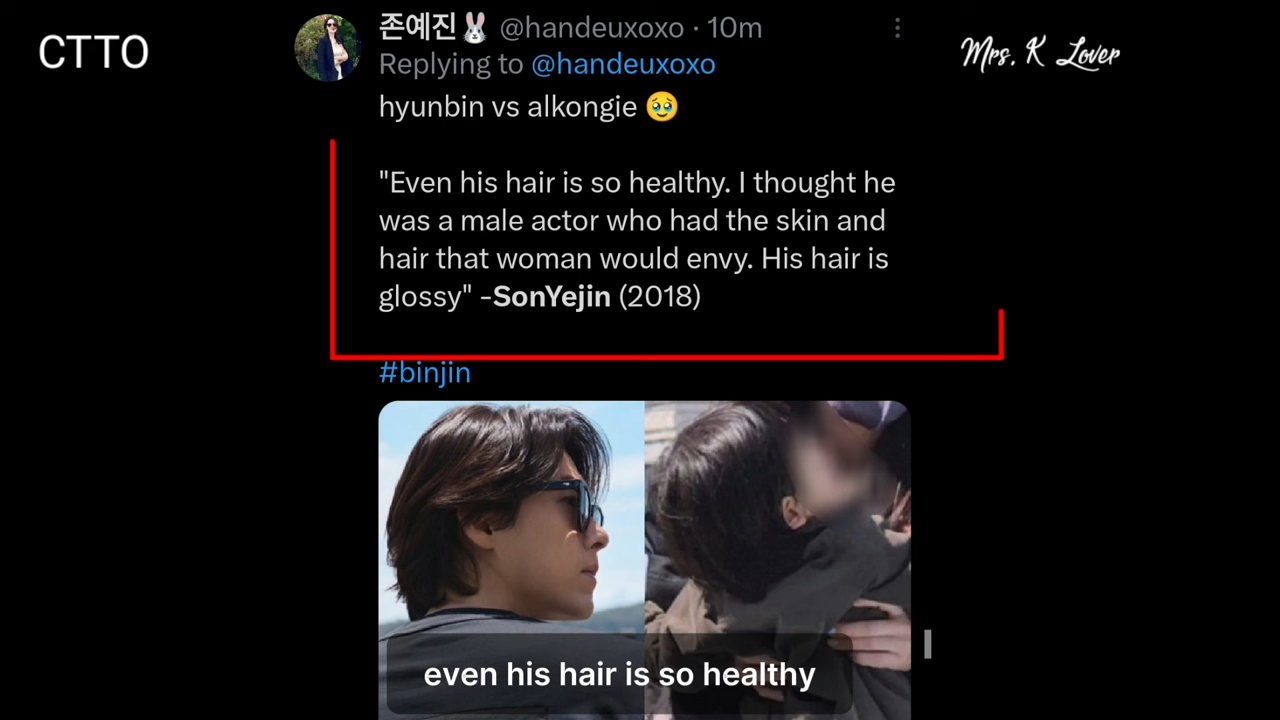 CTTO
존예진🐰 @handeuxoxo · 10m
Mrs. K Lover
Replying to @handeuxoxo
hyunbin vs alkongie 🥹
"Even his hair is so healthy. I thought he
was a male actor who had the skin and
hair that woman would envy. His hair is
glossy" -SonYejin (2018)
#binjin
even his hair is so healthy